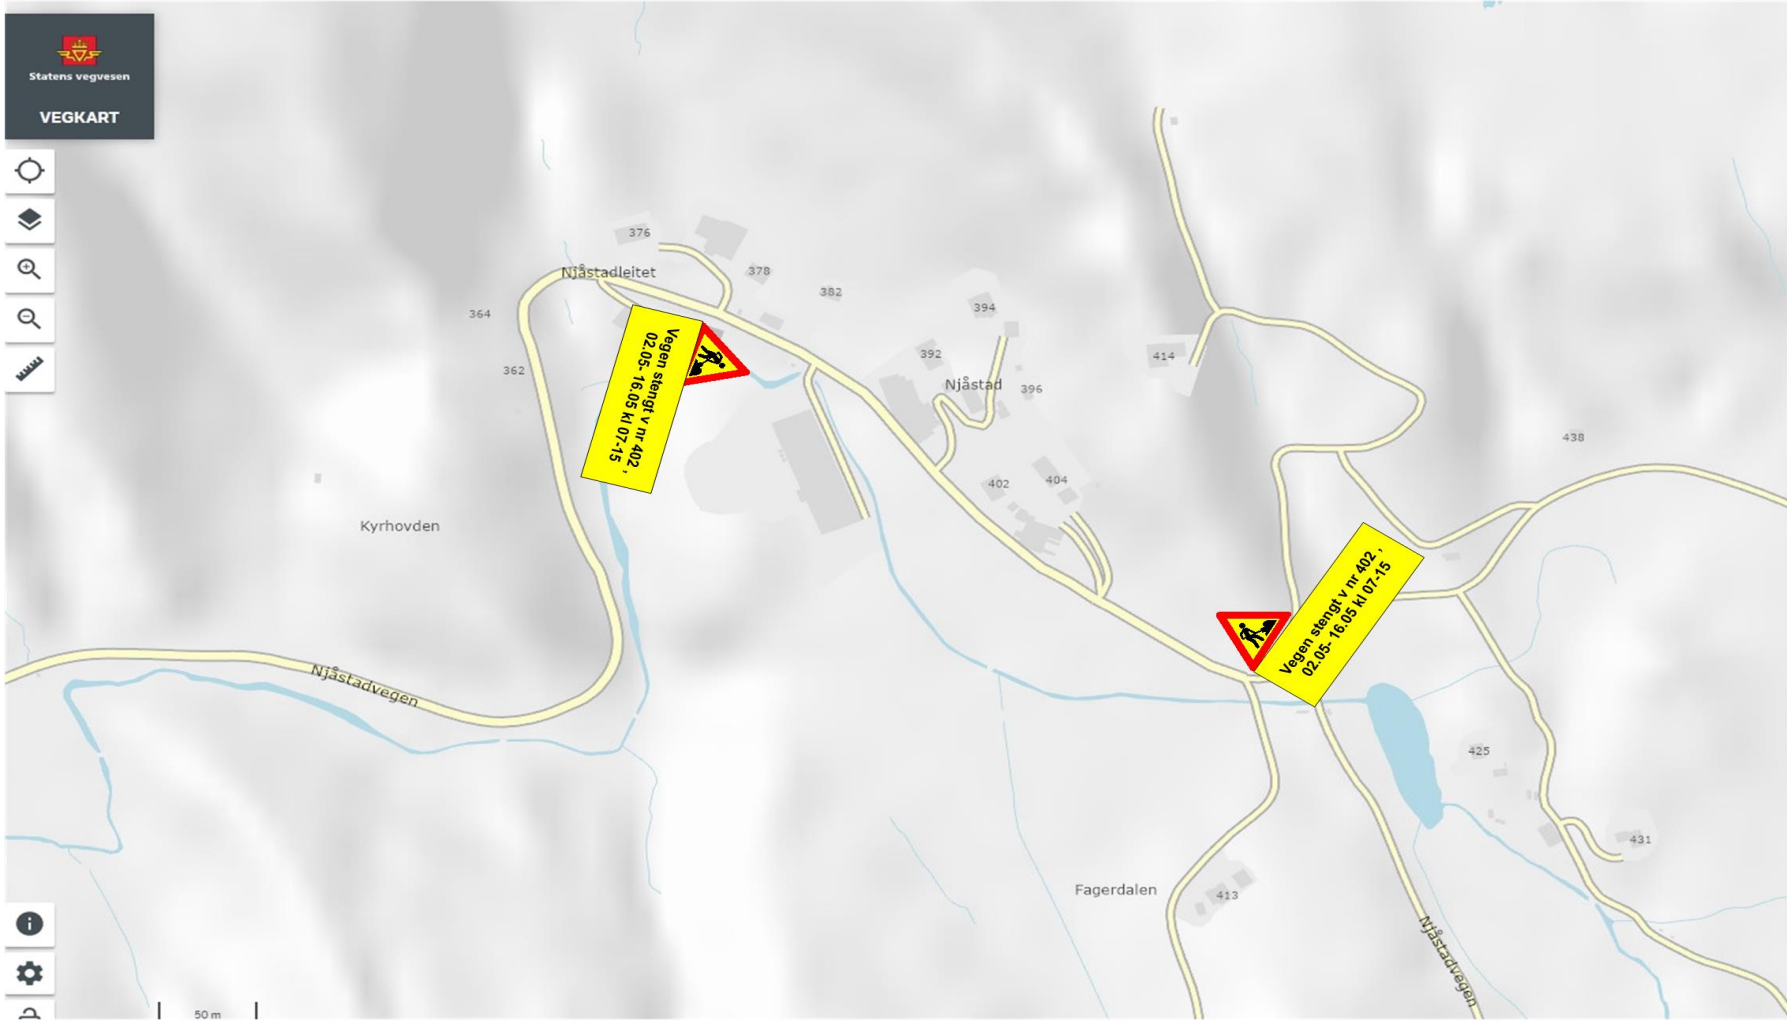 Statens vegvesen
VEGKART
376
Njåstadleitet
378
382
364
394
362
392
414
Njåstad
396
Vegen stengt v nr 402 ,
02.05- 16.05 kl 07-15
438
402
404
Kyrhovden
Vegen stengt v nr 402 ,
02.05- 16.05 kl 07-15
Njåstadvegen
425
431
Fagerdalen
413
Njåstadvegen
50 m